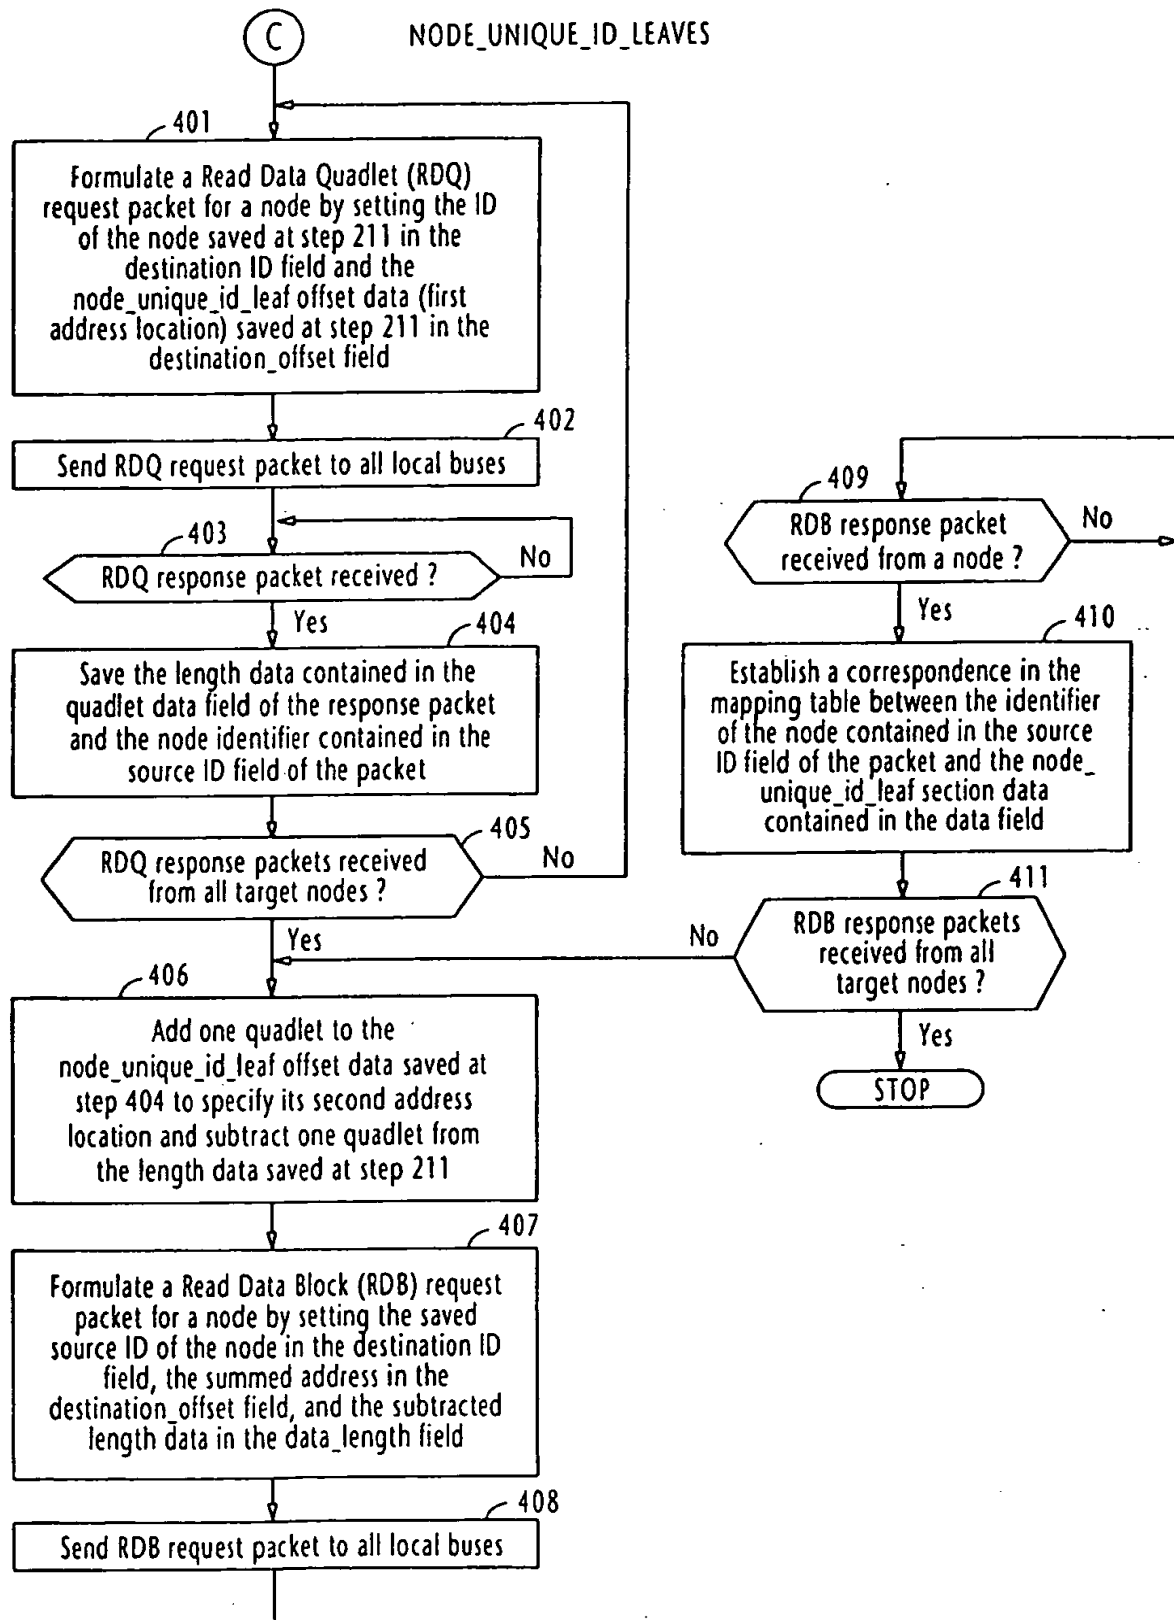 C
NODE_UNIQUE_ID_LEAVES
401
Formulate a Read Data Quadlet (RDQ)
request packet for a node by setting the ID
of the node saved at step 211 in the
destination ID field and the
node_unique_id_leaf offset data (first
address location) saved at step 211 in the
destination_offset field
402
Send RDQ request packet to all local buses
403
RDQ response packet received ?
No
Yes
404
Save the length data contained in the
quadlet data field of the response packet
and the node identifier contained in the
source ID field of the packet
405
RDQ response packets received
from all target nodes ?
No
Yes
406
Add one quadlet to the
node_unique_id_leaf offset data saved at
step 404 to specify its second address
location and subtract one quadlet from
the length data saved at step 211
407
Formulate a Read Data Block (RDB) request
packet for a node by setting the saved
source ID of the node in the destination ID
field, the summed address in the
destination_offset field, and the subtracted
length data in the data_length field
408
Send RDB request packet to all local buses
409
RDB response packet
received from a node ?
No
Yes
410
Establish a correspondence in the
mapping table between the identifier
of the node contained in the source
ID field of the packet and the node_
unique_id_leaf section data
contained in the data field
411
RDB response packets
received from all
target nodes ?
No
Yes
STOP